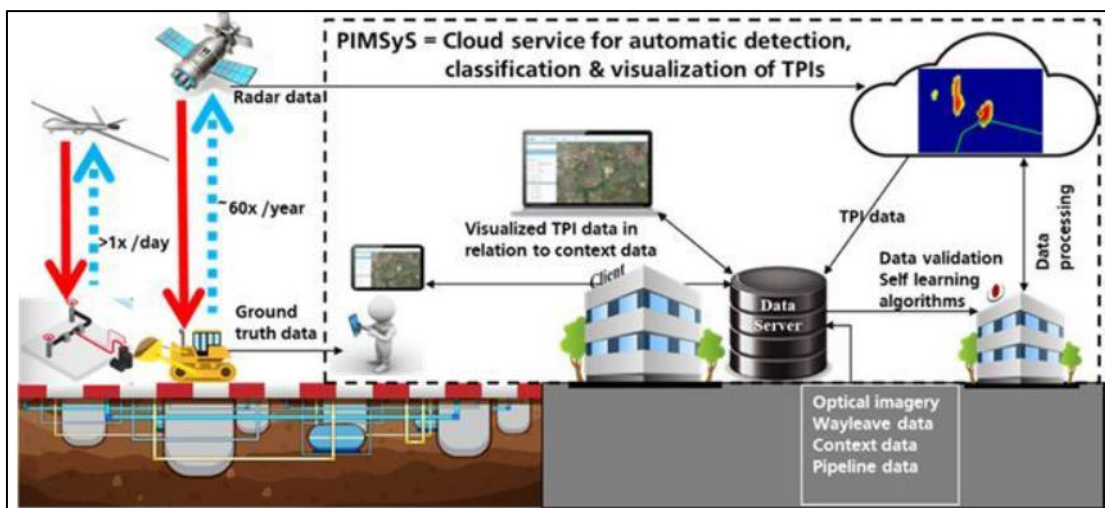 PIMSyS = Cloud service for automatic detection,
classification & visualization of TPIs
Radar data
~60x /year
>1x /day
Visualized TPI data in
relation to context data
TPI data
Data
processing
Data validation
Self learning
algorithms
Client
Data
Server
Ground
truth data
Optical imagery
Wayleave data
Context data
Pipeline data